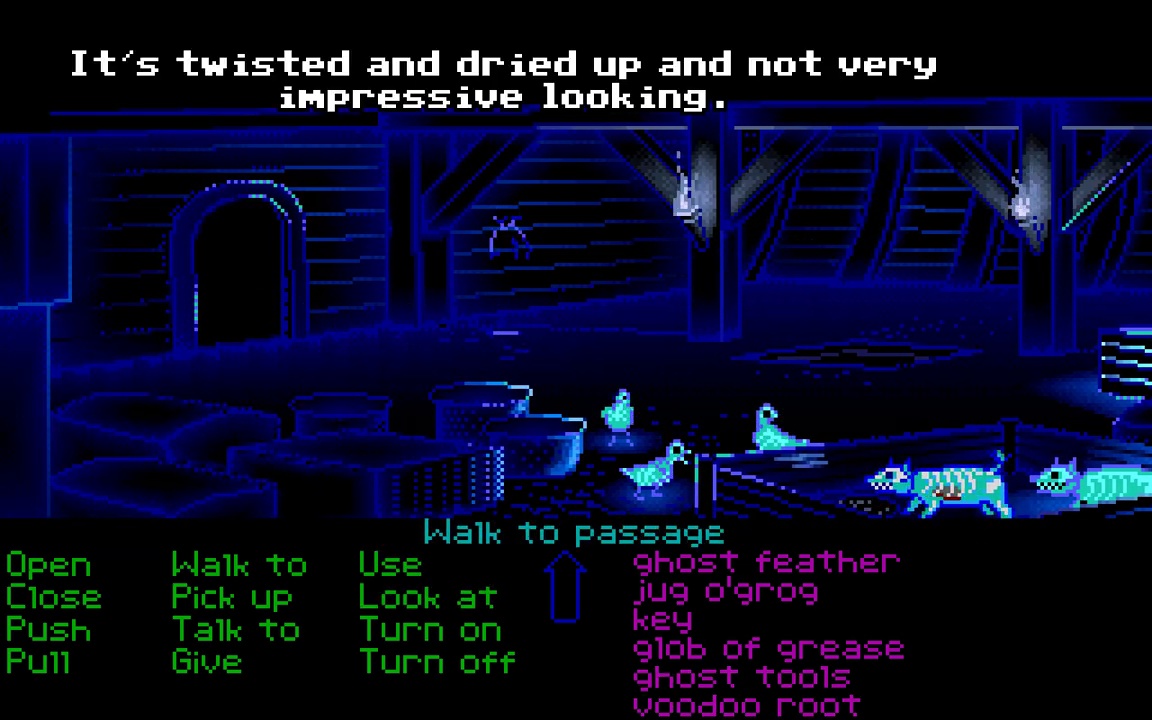 It's twisted and dried up and not very
impressive looking.
Walk to passage
Open Walk to Use ghost feather
Close Pick up Look at jug o'grog
Push Talk to Turn on key
Pull Give Turn off glob of grease
ghost tools
voodoo root